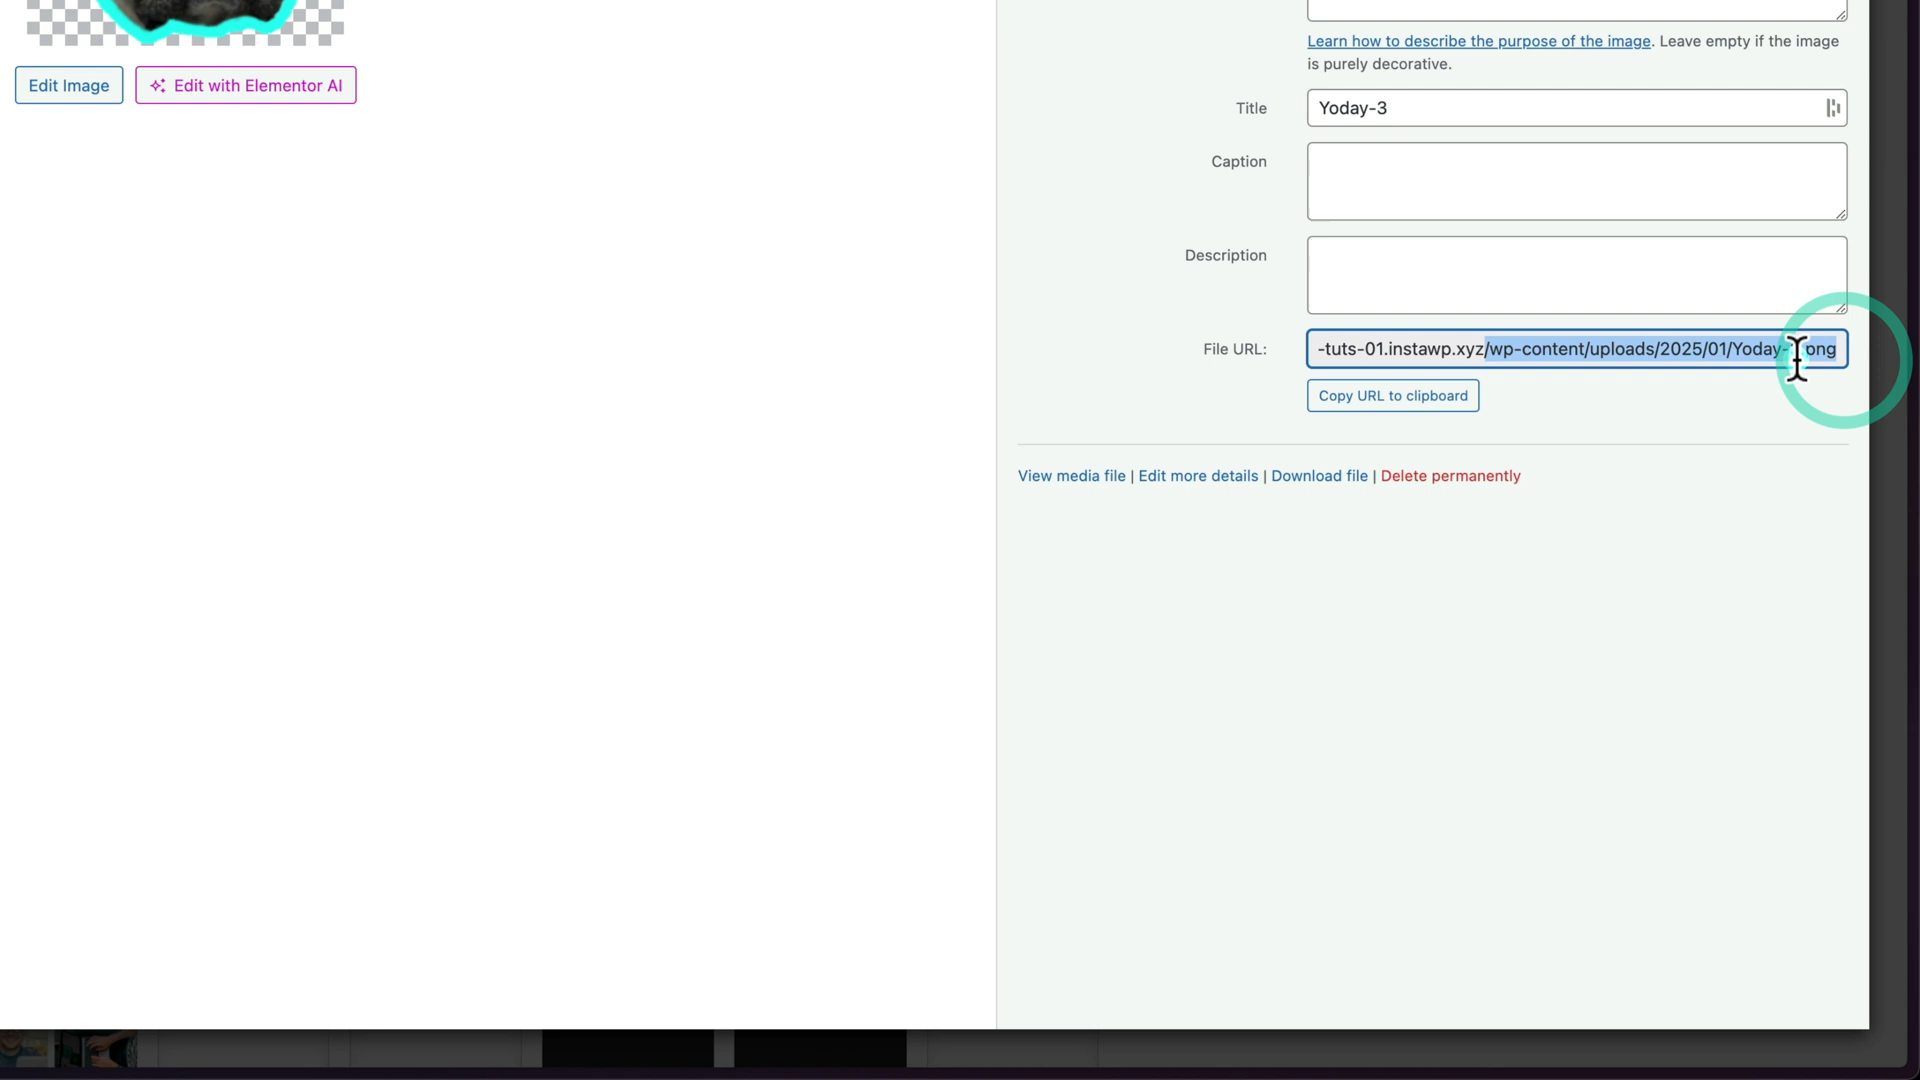 Learn how to describe the purpose of the image. Leave empty if the image
is purely decorative.
Edit Image
Edit with Elementor AI
Title
Yoday-3
Caption
Description
File URL:
-tuts-01.instawp.xyz/wp-content/uploads/2025/01/Yoday-
Copy URL to clipboard
View media file | Edit more details | Download file | Delete permanently